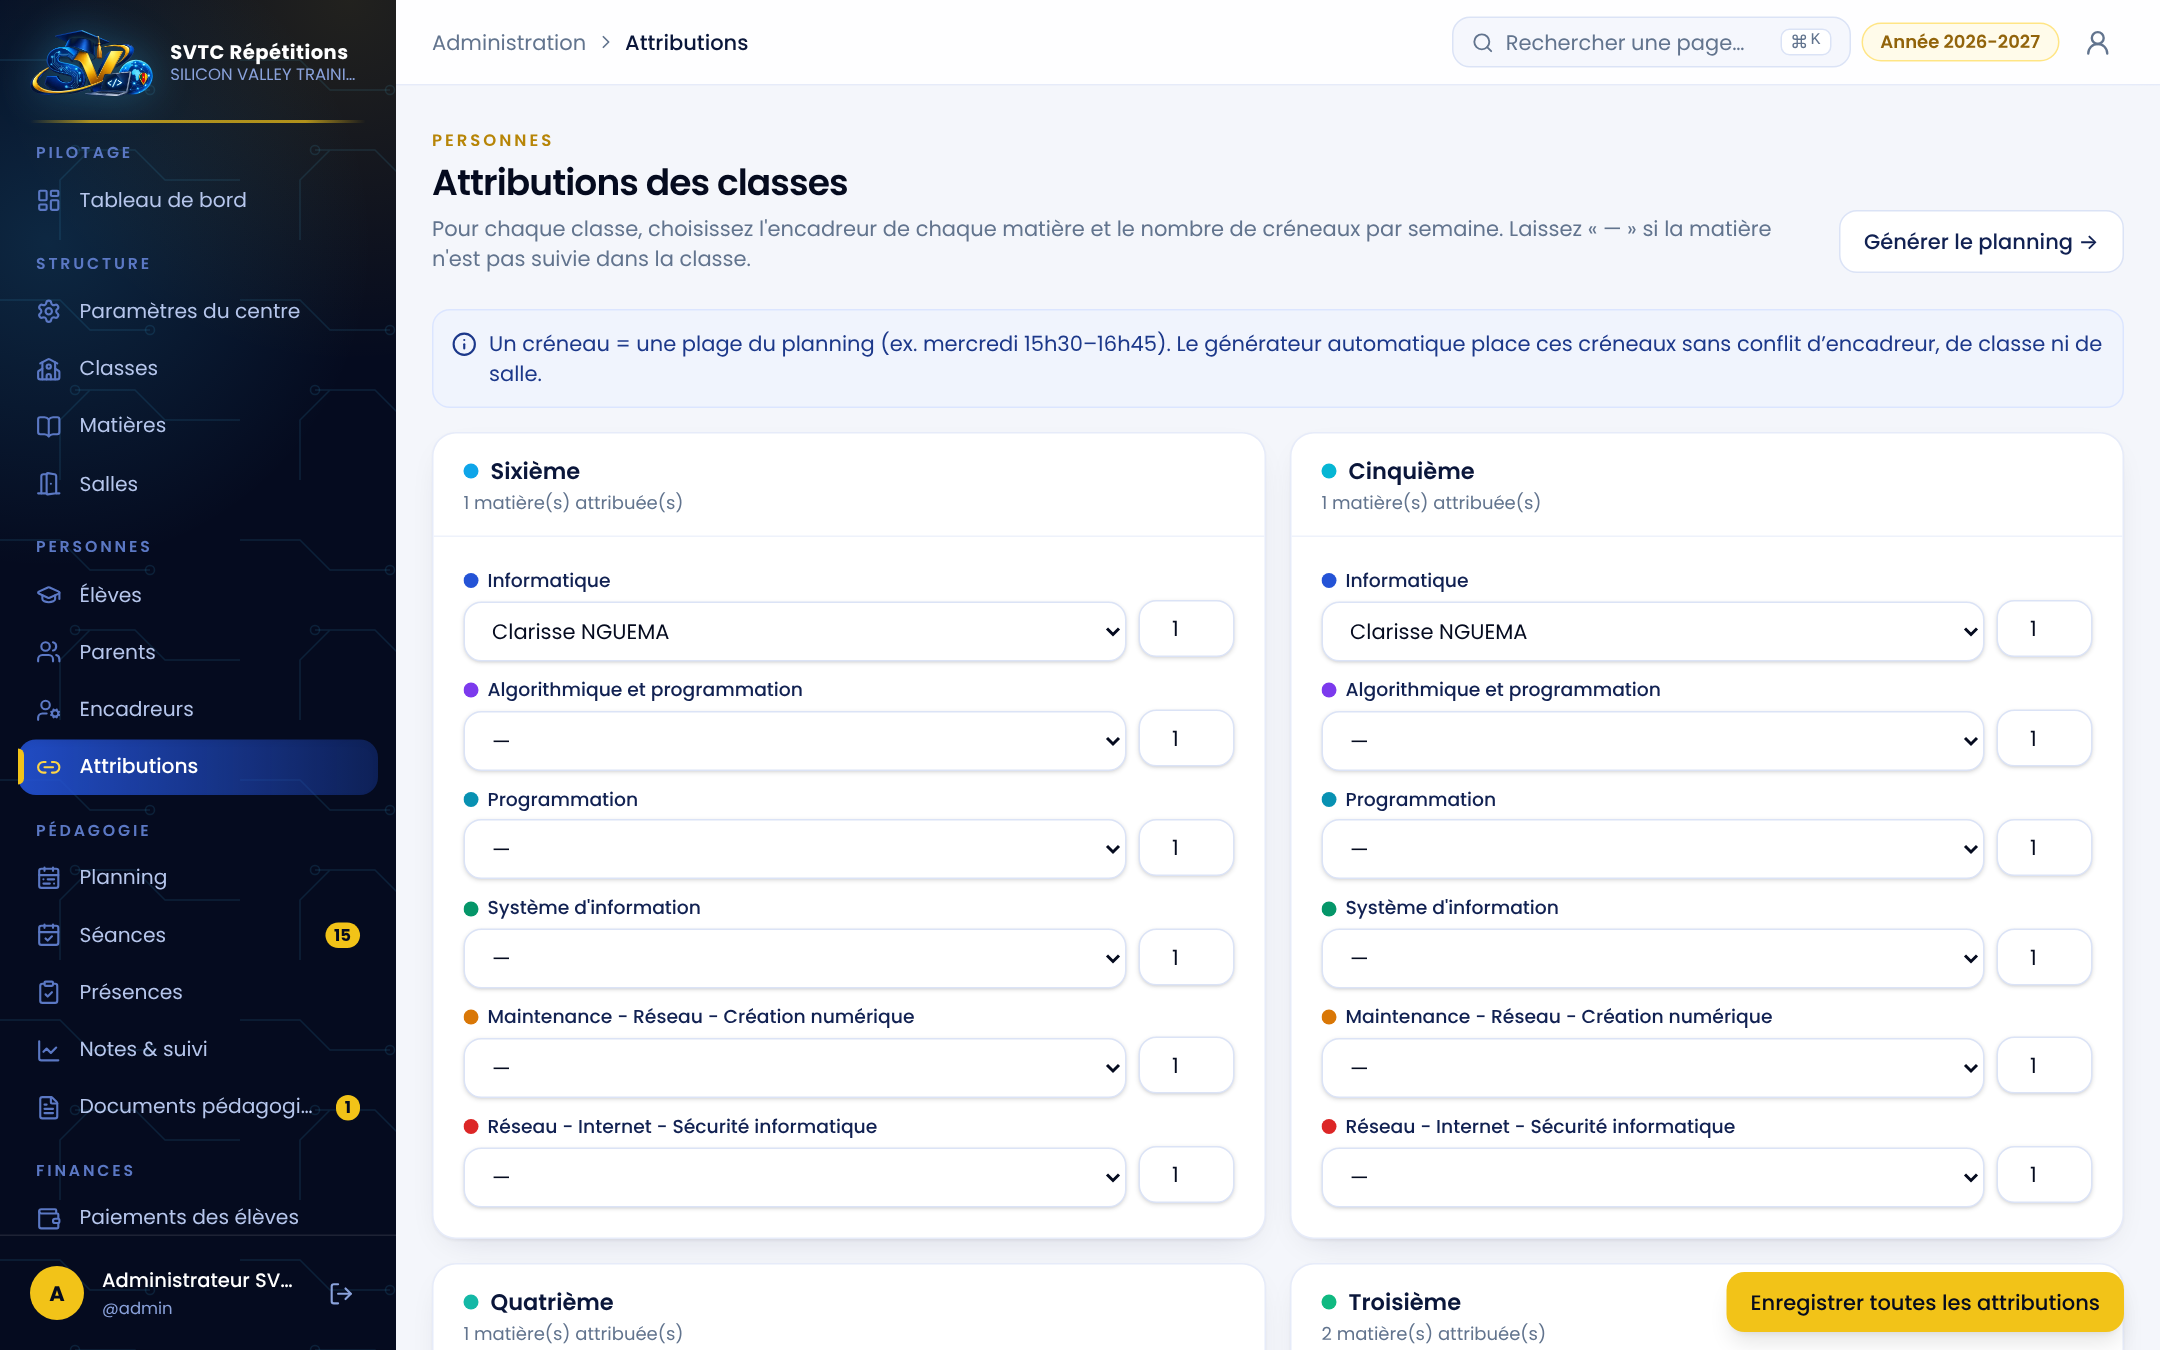 SVTC Répétitions
SILICON VALLEY TRAINI...
PILOTAGE
Tableau de bord
STRUCTURE
Paramètres du centre
Classes
Matières
Salles
PERSONNES
Élèves
Parents
Encadreurs
Attributions
PÉDAGOGIE
Planning
Séances 15
Présences
Notes & suivi
Documents pédagogi... 1
FINANCES
Paiements des élèves
A
Administrateur SV...
@admin
Administration > Attributions
Rechercher une page... ⌘ K
Année 2026-2027
PERSONNES
Attributions des classes
Pour chaque classe, choisissez l'encadreur de chaque matière et le nombre de créneaux par semaine. Laissez « — » si la matière
n'est pas suivie dans la classe.
Générer le planning →
Un créneau = une plage du planning (ex. mercredi 15h30–16h45). Le générateur automatique place ces créneaux sans conflit d’encadreur, de classe ni de
salle.
Sixième
1 matière(s) attribuée(s)
Informatique
Clarisse NGUEMA 1
Algorithmique et programmation
— 1
Programmation
— 1
Système d'information
— 1
Maintenance - Réseau - Création numérique
— 1
Réseau - Internet - Sécurité informatique
— 1
Cinquième
1 matière(s) attribuée(s)
Informatique
Clarisse NGUEMA 1
Algorithmique et programmation
— 1
Programmation
— 1
Système d'information
— 1
Maintenance - Réseau - Création numérique
— 1
Réseau - Internet - Sécurité informatique
— 1
Quatrième
1 matière(s) attribuée(s)
Troisième
2 matière(s) attribuée(s)
Enregistrer toutes les attributions